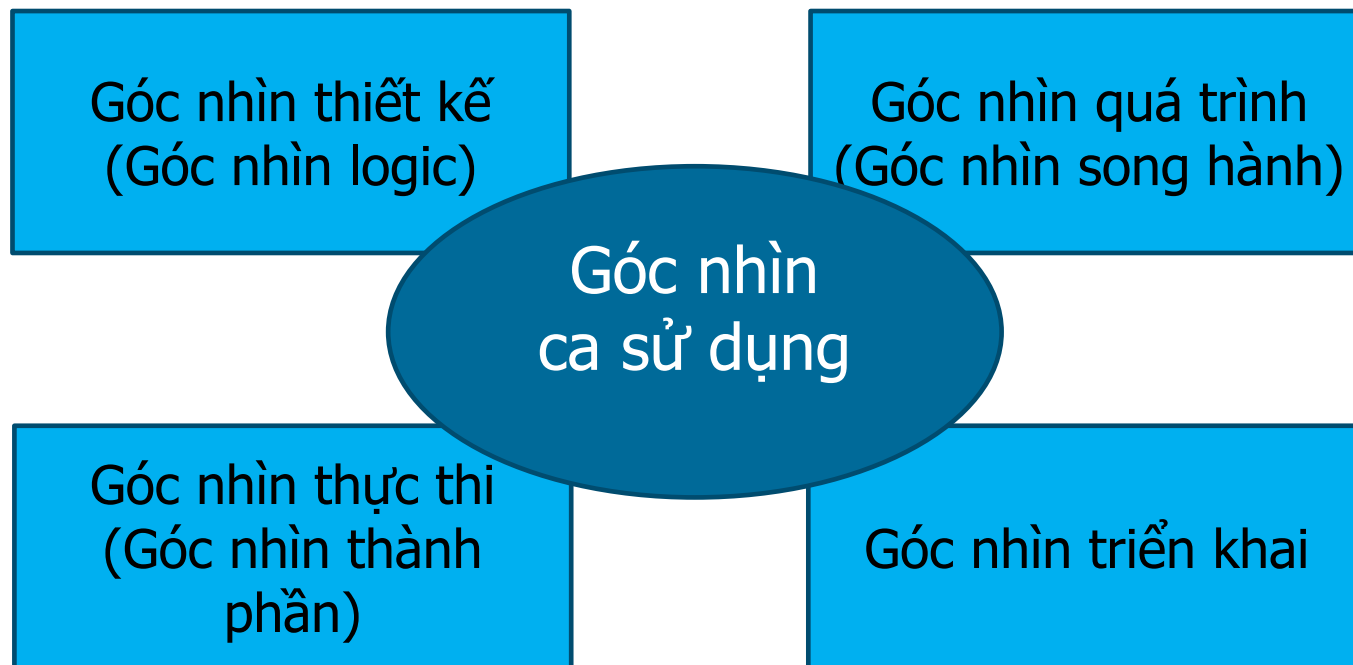 Góc nhìn thiết kế
(Góc nhìn logic)
Góc nhìn quá trình
(Góc nhìn song hành)
Góc nhìn
ca sử dụng
Góc nhìn thực thi
(Góc nhìn thành
phần)
Góc nhìn triển khai